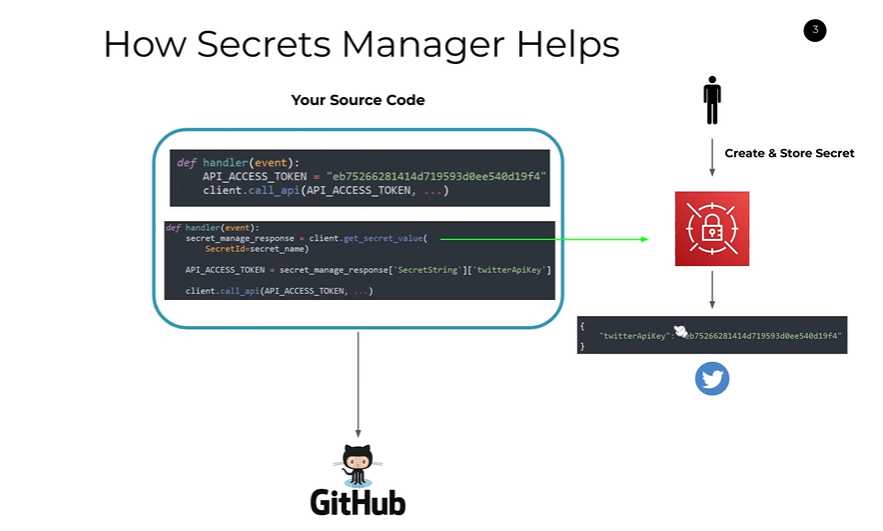 How Secrets Manager Helps
3
Your Source Code
def handler(event):
API_ACCESS_TOKEN = "eb75266281414d719593d0ee540d19f4"
client.call_api(API_ACCESS_TOKEN, ...)
def handler(event):
secret_manage_response = client.get_secret_value(
SecretId=secret_name)
API_ACCESS_TOKEN = secret_manage_response['SecretString']['twitterApiKey']
client.call_api(API_ACCESS_TOKEN, ...)
Create & Store Secret
{
"twitterApiKey": "eb75266281414d719593d0ee540d19f4"
}
GitHub